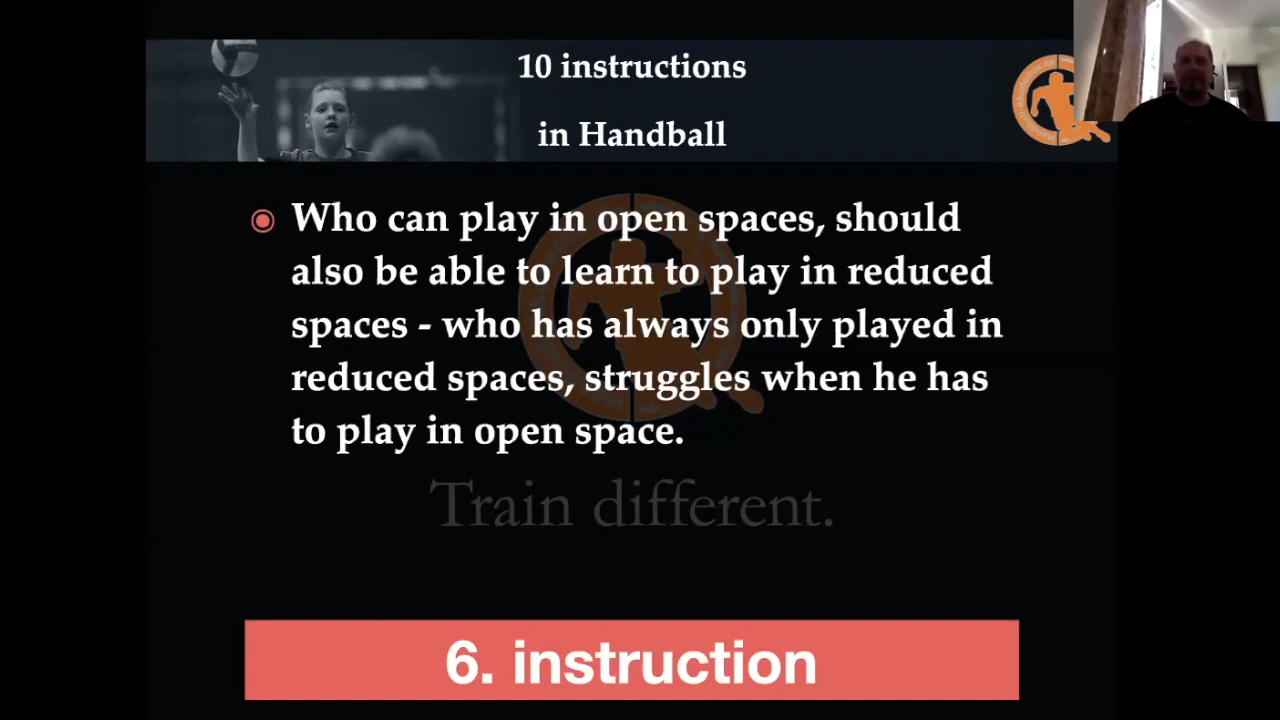 10 instructions
in Handball
Who can play in open spaces, should
also be able to learn to play in reduced
spaces - who has always only played in
reduced spaces, struggles when he has
to play in open space.
Train different.
6. instruction